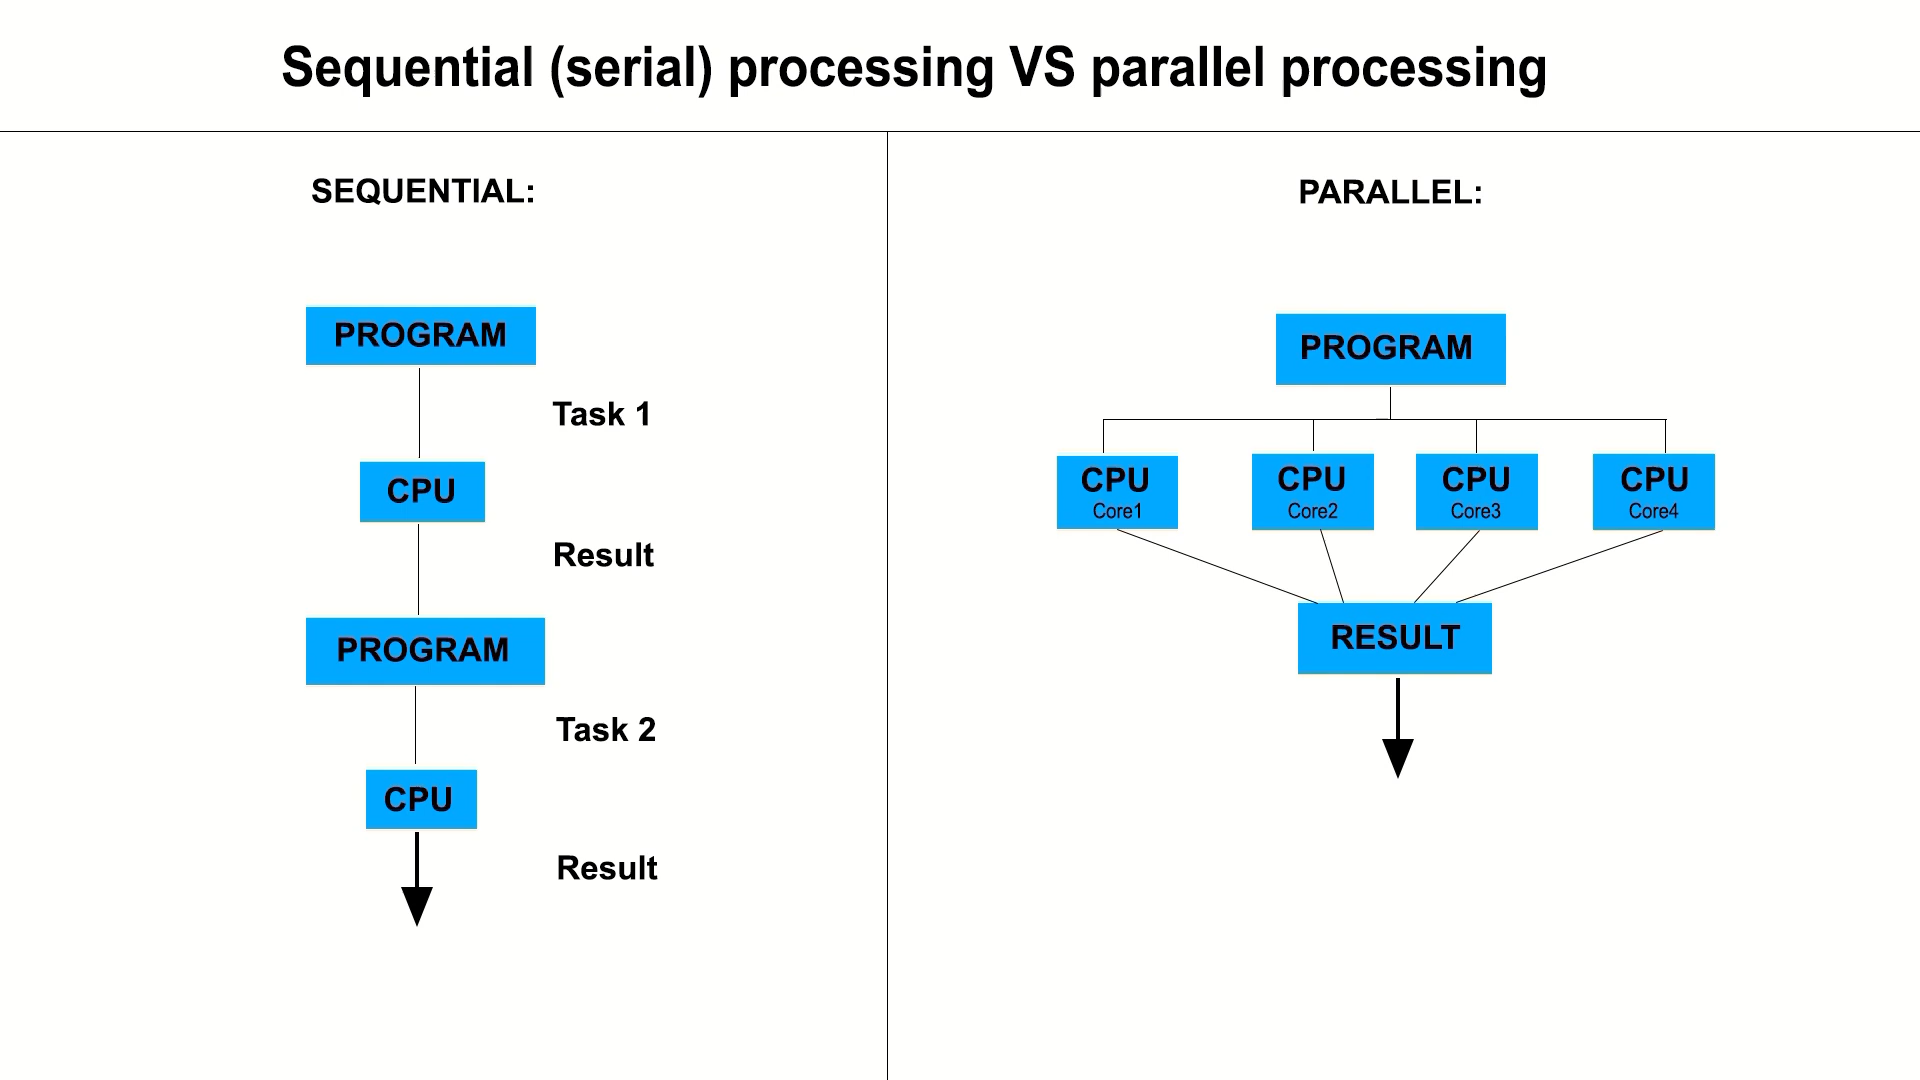 Sequential (serial) processing VS parallel processing
SEQUENTIAL:
PROGRAM
Task 1
CPU
Result
PROGRAM
Task 2
CPU
Result
PARALLEL:
PROGRAM
CPU
Core1
CPU
Core2
CPU
Core3
CPU
Core4
RESULT